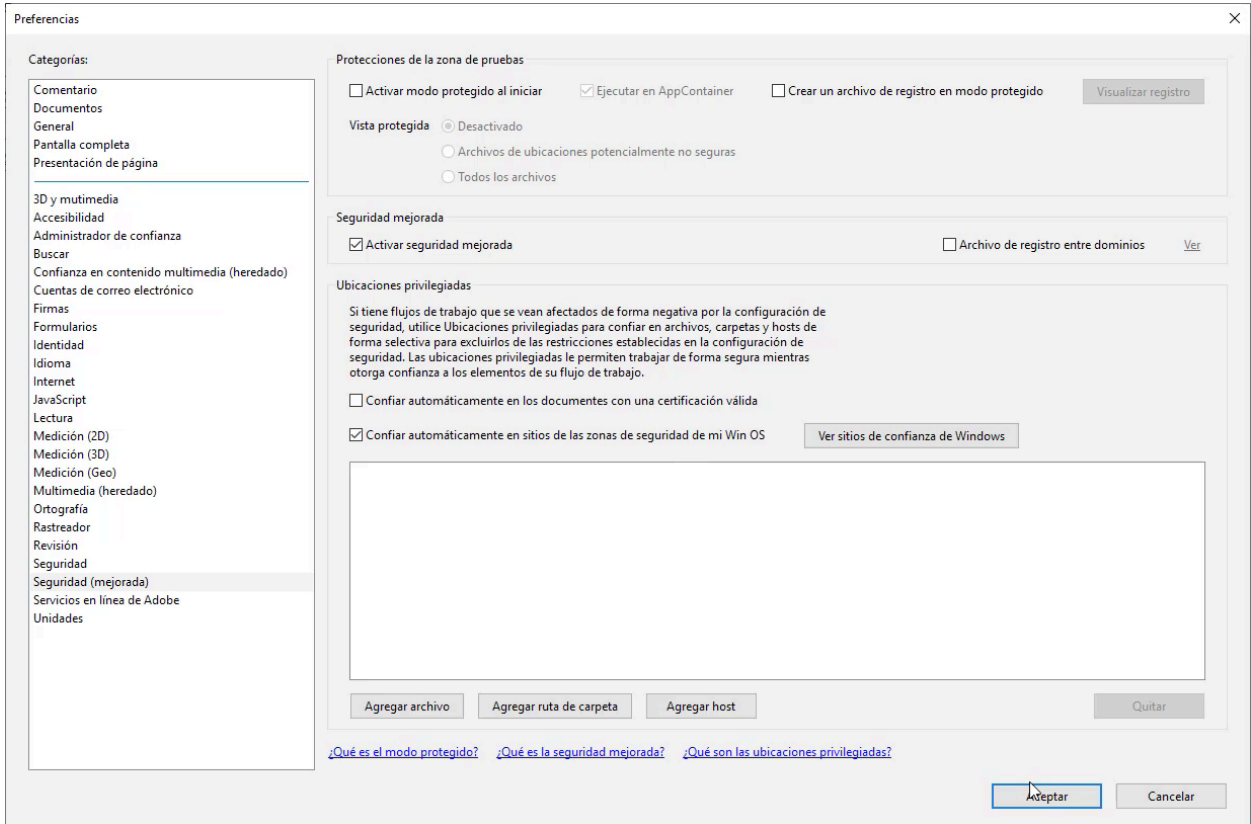 Preferencias
Categorías:
Comentario
Documentos
General
Pantalla completa
Presentación de página
3D y mutimedia
Accesibilidad
Administrador de confianza
Buscar
Confianza en contenido multimedia (heredado)
Cuentas de correo electrónico
Firmas
Formularios
Identidad
Idioma
Internet
JavaScript
Lectura
Medición (2D)
Medición (3D)
Medición (Geo)
Multimedia (heredado)
Ortografía
Rastreador
Revisión
Seguridad
Seguridad (mejorada)
Servicios en línea de Adobe
Unidades
Protecciones de la zona de pruebas
Activar modo protegido al iniciar Ejecutar en AppContainer Crear un archivo de registro en modo protegido Visualizar registro
Vista protegida Desactivado
Archivos de ubicaciones potencialmente no seguras
Todos los archivos
Seguridad mejorada
Activar seguridad mejorada Archivo de registro entre dominios Ver
Ubicaciones privilegiadas
Si tiene flujos de trabajo que se vean afectados de forma negativa por la configuración de
seguridad, utilice Ubicaciones privilegiadas para confiar en archivos, carpetas y hosts de
forma selectiva para excluirlos de las restricciones establecidas en la configuración de
seguridad. Las ubicaciones privilegiadas le permiten trabajar de forma segura mientras
otorga confianza a los elementos de su flujo de trabajo.
Confiar automáticamente en los documentes con una certificación válida
Confiar automáticamente en sitios de las zonas de seguridad de mi Win OS Ver sitios de confianza de Windows
Agregar archivo Agregar ruta de carpeta Agregar host Quitar
¿Qué es el modo protegido? ¿Qué es la seguridad mejorada? ¿Qué son las ubicaciones privilegiadas?
Aceptar Cancelar